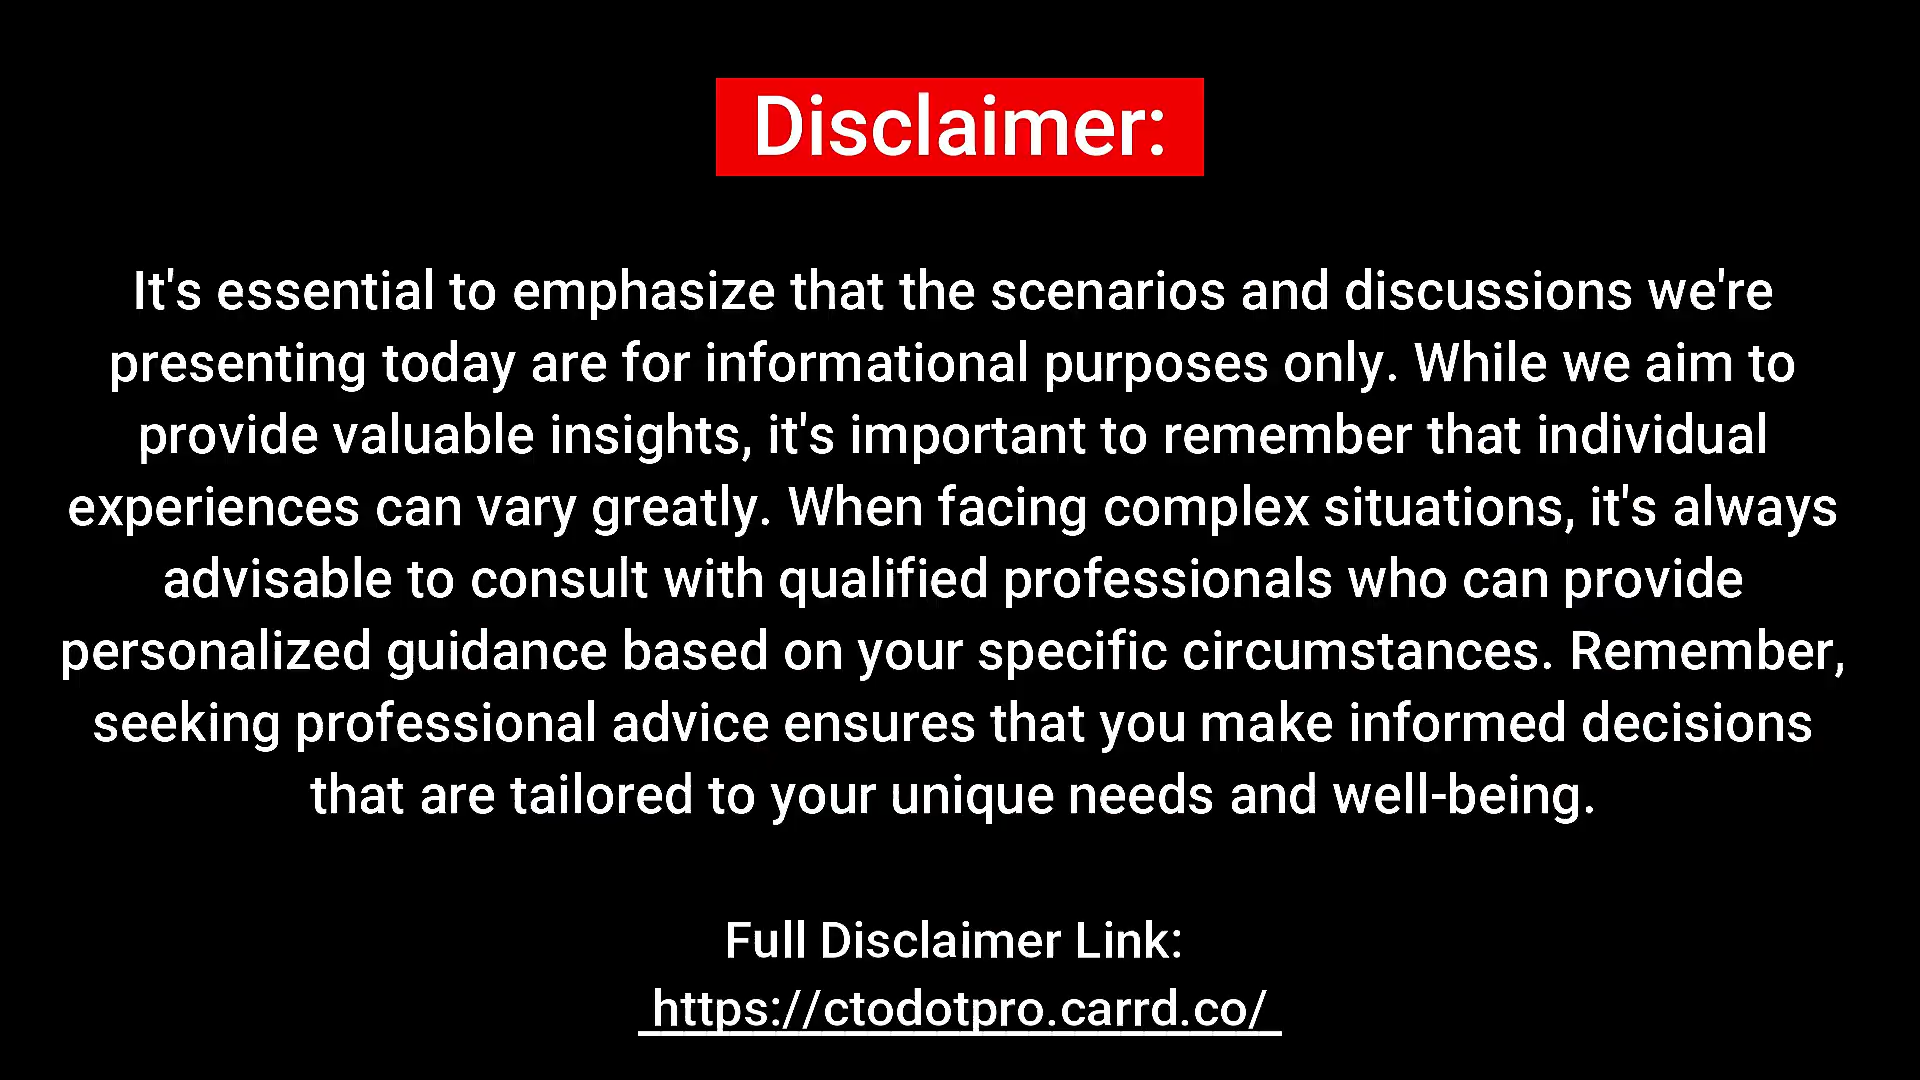 Disclaimer:
It's essential to emphasize that the scenarios and discussions we're
presenting today are for informational purposes only. While we aim to
provide valuable insights, it's important to remember that individual
experiences can vary greatly. When facing complex situations, it's always
advisable to consult with qualified professionals who can provide
personalized guidance based on your specific circumstances. Remember,
seeking professional advice ensures that you make informed decisions
that are tailored to your unique needs and well-being.
Full Disclaimer Link:
https://ctodotpro.carrd.co/